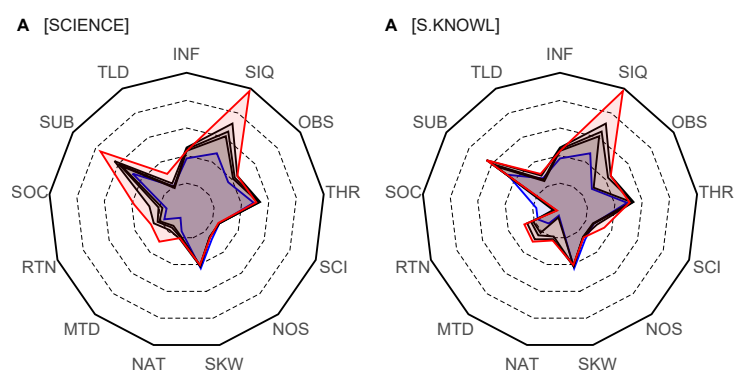 A [SCIENCE]
INF
SIQ
OBS
THR
SCI
NOS
SKW
NAT
MTD
RTN
SOC
SUB
TLD
A [S.KNOWL]
INF
SIQ
OBS
THR
SCI
NOS
SKW
NAT
MTD
RTN
SOC
SUB
TLD